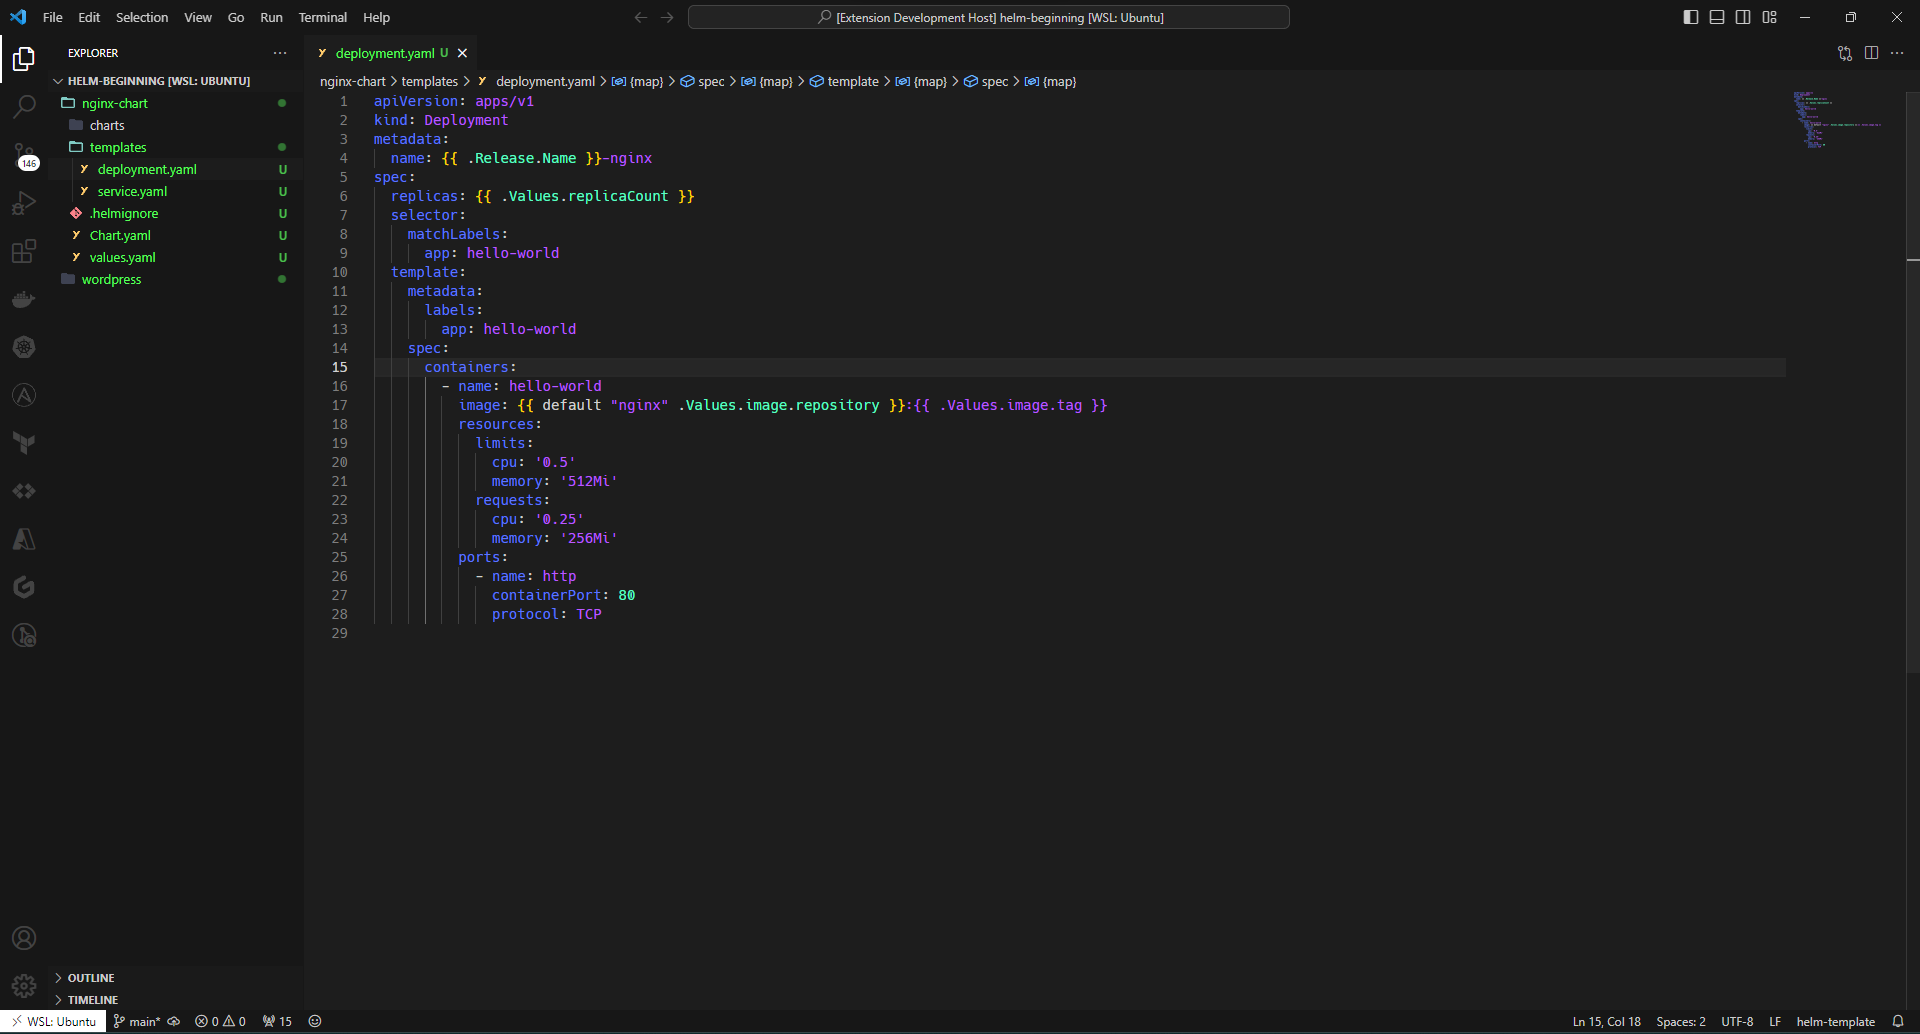 File Edit Selection View Go Run Terminal Help
[Extension Development Host] helm-beginning [WSL: Ubuntu]
EXPLORER
HELM-BEGINNING [WSL: UBUNTU]
nginx-chart
charts
templates
deployment.yaml U
service.yaml U
.helmignore U
Chart.yaml U
values.yaml U
wordpress
146
OUTLINE
TIMELINE
deployment.yaml U
nginx-chart > templates > deployment.yaml > {map} > spec > {map} > template > {map} > spec > {map}
1 apiVersion: apps/v1
2 kind: Deployment
3 metadata:
4 name: {{ .Release.Name }}-nginx
5 spec:
6 replicas: {{ .Values.replicaCount }}
7 selector:
8 matchLabels:
9 app: hello-world
10 template:
11 metadata:
12 labels:
13 app: hello-world
14 spec:
15 containers:
16 - name: hello-world
17 image: {{ default "nginx" .Values.image.repository }}:{{ .Values.image.tag }}
18 resources:
19 limits:
20 cpu: '0.5'
21 memory: '512Mi'
22 requests:
23 cpu: '0.25'
24 memory: '256Mi'
25 ports:
26 - name: http
27 containerPort: 80
28 protocol: TCP
29
WSL: Ubuntu main* 0 0 15 Ln 15, Col 18 Spaces: 2 UTF-8 LF helm-template